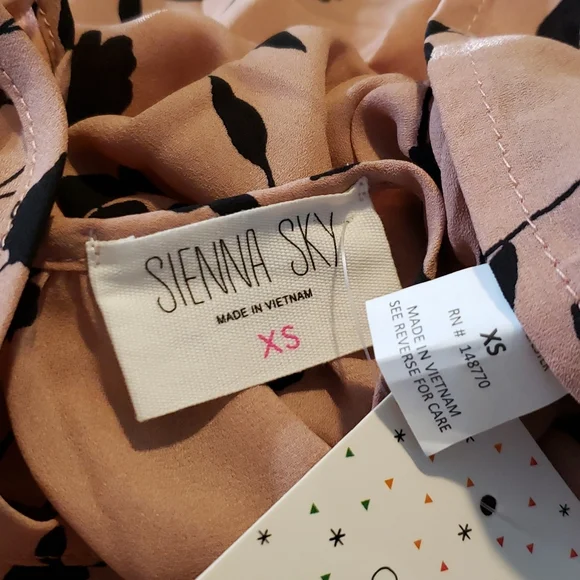 SIENNA SKY
MADE IN VIETNAM
XS
XS
RN # 148770
MADE IN VIETNAM
SEE REVERSE FOR CARE